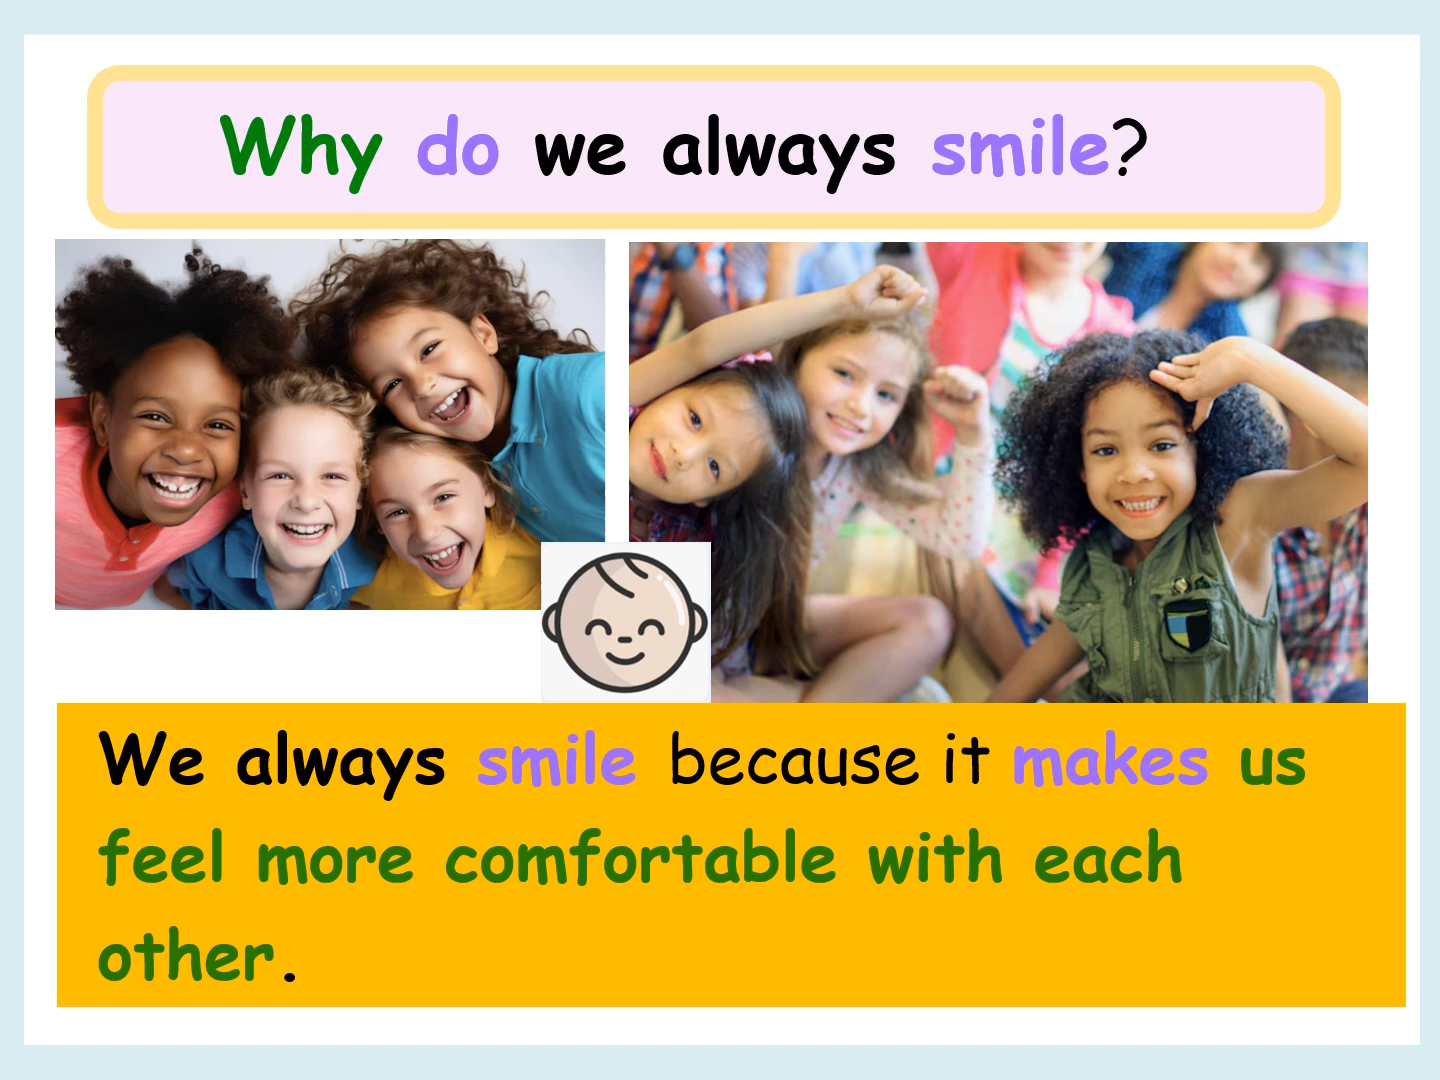 Why do we always smile?
We always smile because it makes us
feel more comfortable with each
other.